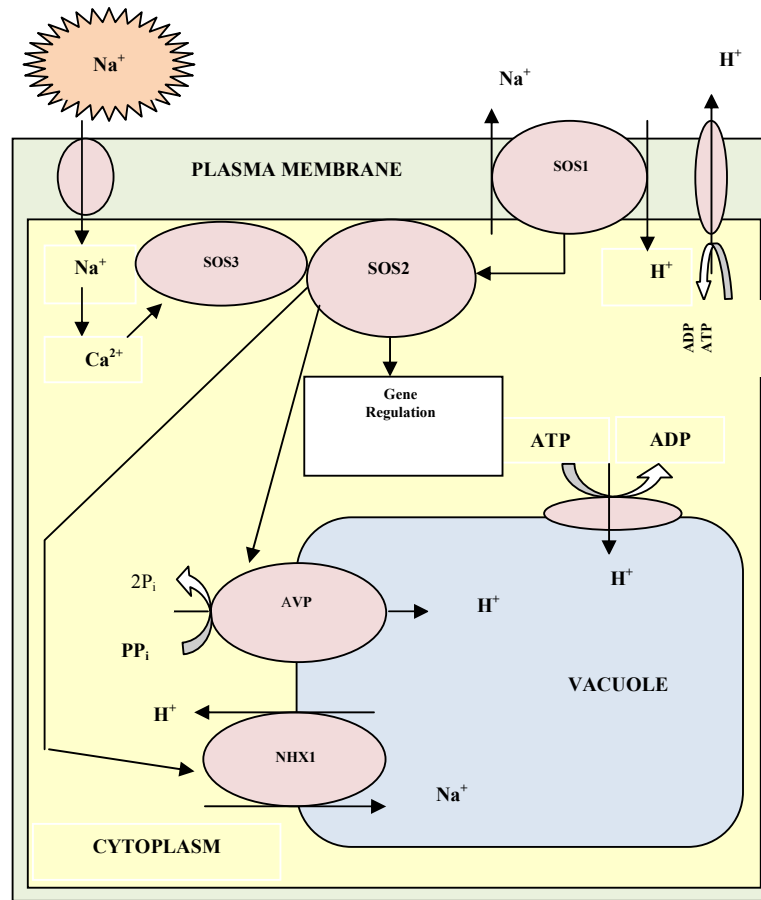 Na⁺
Na⁺
H⁺
PLASMA MEMBRANE
SOS1
Na⁺
SOS3
SOS2
H⁺
Ca²⁺
ADP
ATP
Gene
Regulation
ATP
ADP
2Pᵢ
AVP
H⁺
H⁺
PPᵢ
VACUOLE
H⁺
NHX1
Na⁺
CYTOPLASM